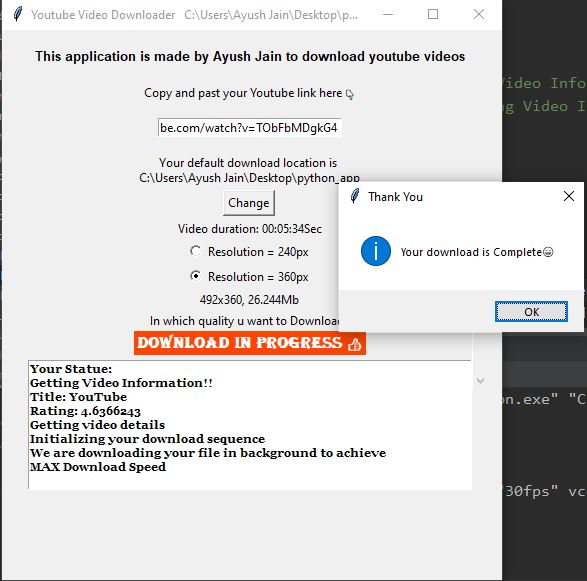 Youtube Video Downloader C:\Users\Ayush Jain\Desktop\p...
This application is made by Ayush Jain to download youtube videos
Copy and past your Youtube link here
be.com/watch?v=TObFbMDgkG4
Your default download location is
C:\Users\Ayush Jain\Desktop\python_app
Change
Video duration: 00:05:34Sec
Resolution = 240px
Resolution = 360px
492x360, 26.244Mb
In which quality u want to Downloa
DOWNLOAD IN PROGRESS
Your Statue:
Getting Video Information!!
Title: YouTube
Rating: 4.6366243
Getting video details
Initializing your download sequence
We are downloading your file in background to achieve
MAX Download Speed
Thank You
Your download is Complete😄
OK
Video Info
ng Video I
on.exe" "C
"30fps" vc